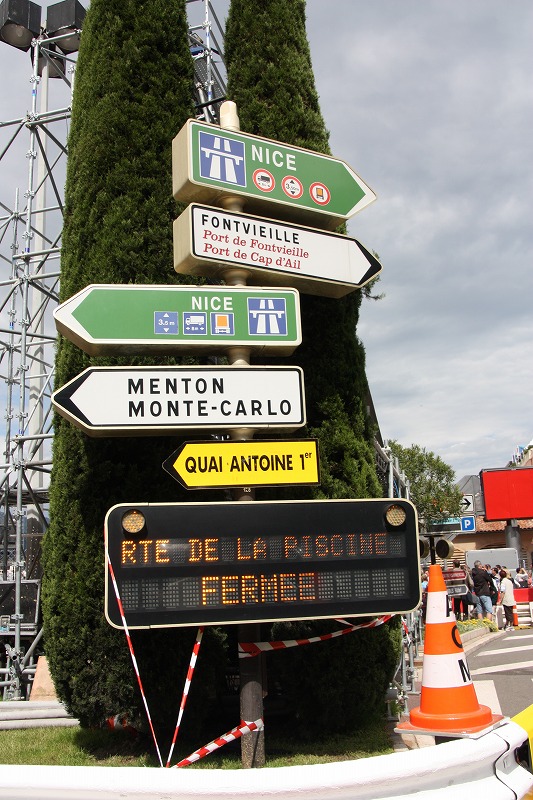 NICE
FONTVIEILLE
Port de Fontvieille
Port de Cap d'Ail
NICE
3.5 m
MENTON
MONTE-CARLO
QUAI ANTOINE 1er
RTE DE LA PISCINE
FERMEE
P